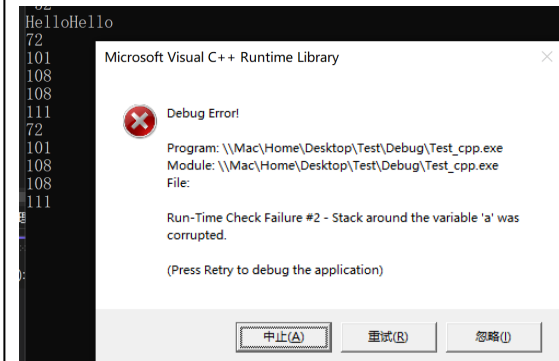 HelloHello
72
101
108
108
111
72
101
108
108
111
Microsoft Visual C++ Runtime Library
Debug Error!
Program: \\Mac\Home\Desktop\Test\Debug\Test_cpp.exe
Module: \\Mac\Home\Desktop\Test\Debug\Test_cpp.exe
File:
Run-Time Check Failure #2 - Stack around the variable 'a' was
corrupted.
(Press Retry to debug the application)
中止(A)
重试(R)
忽略(I)